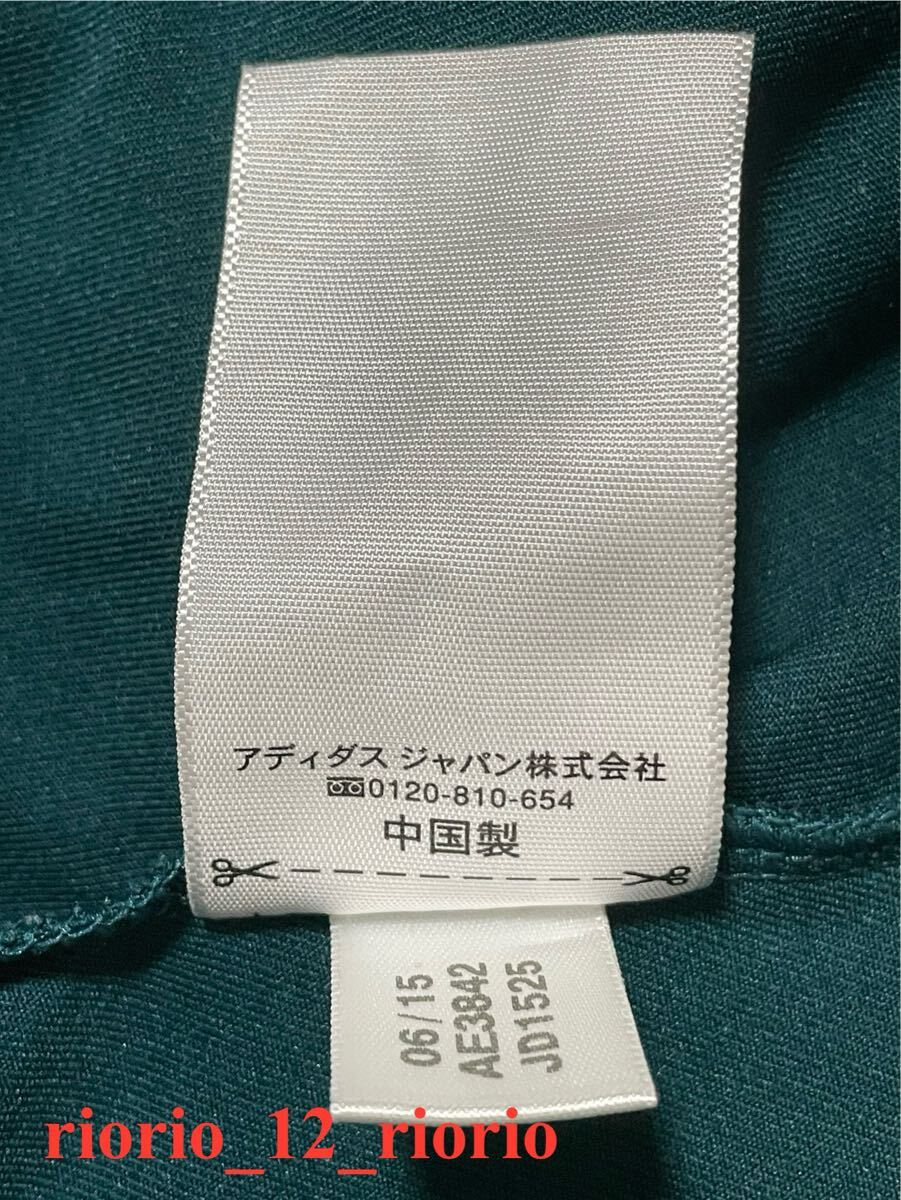 アディダス ジャパン株式会社
0120-810-654
中国製
06/15
AE3842
JD1525
riorio_12_riorio